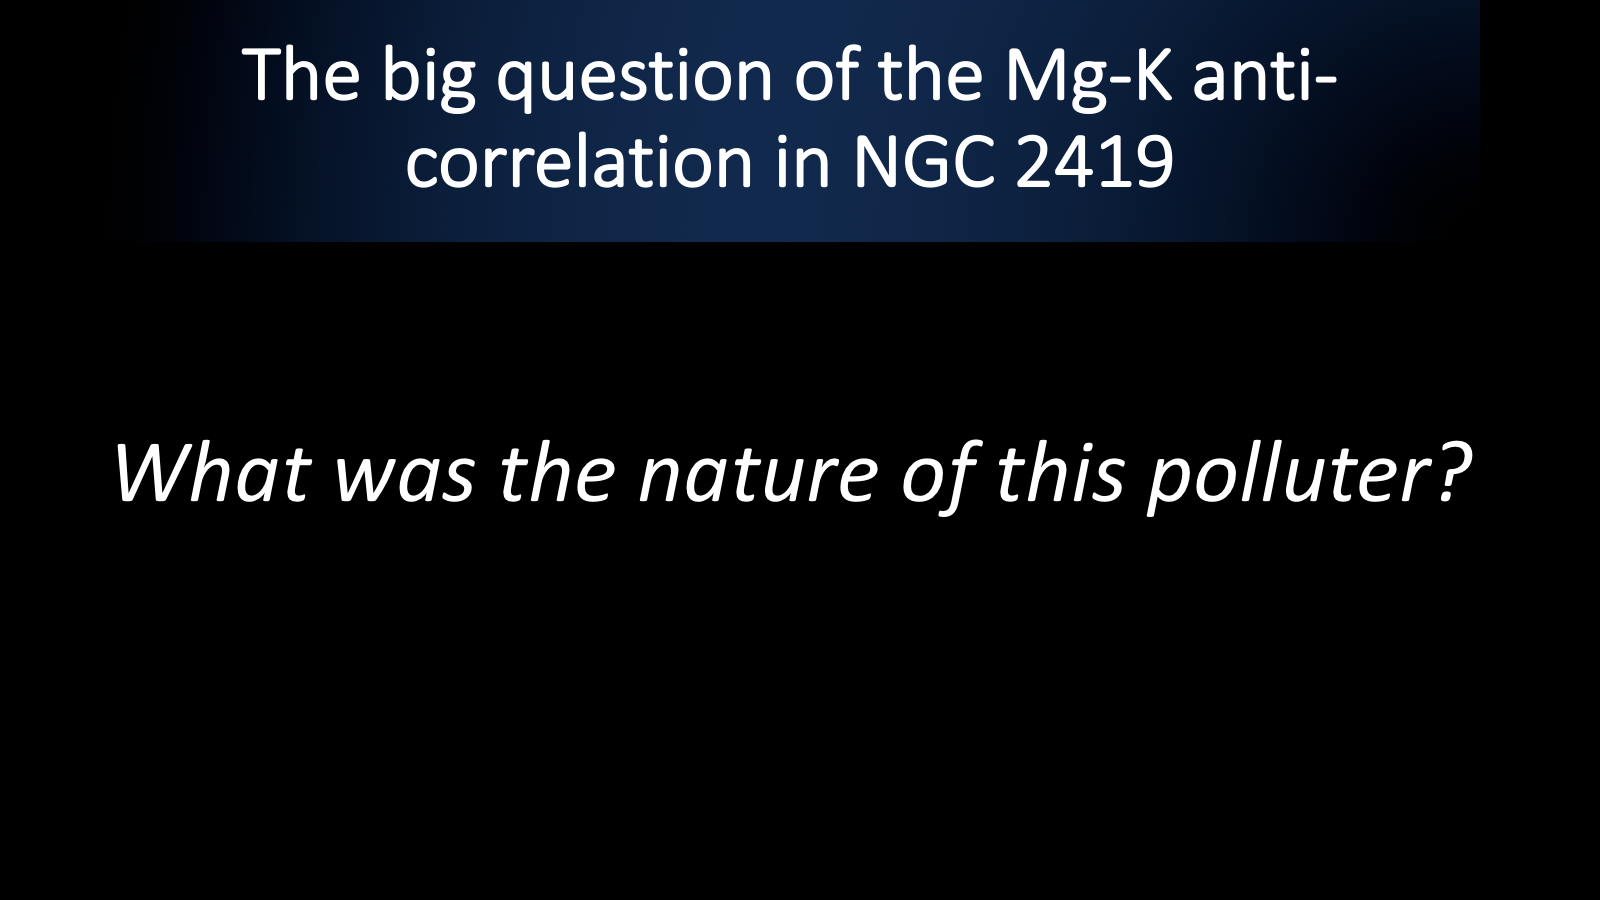 The big question of the Mg-K anti-
correlation in NGC 2419
What was the nature of this polluter?